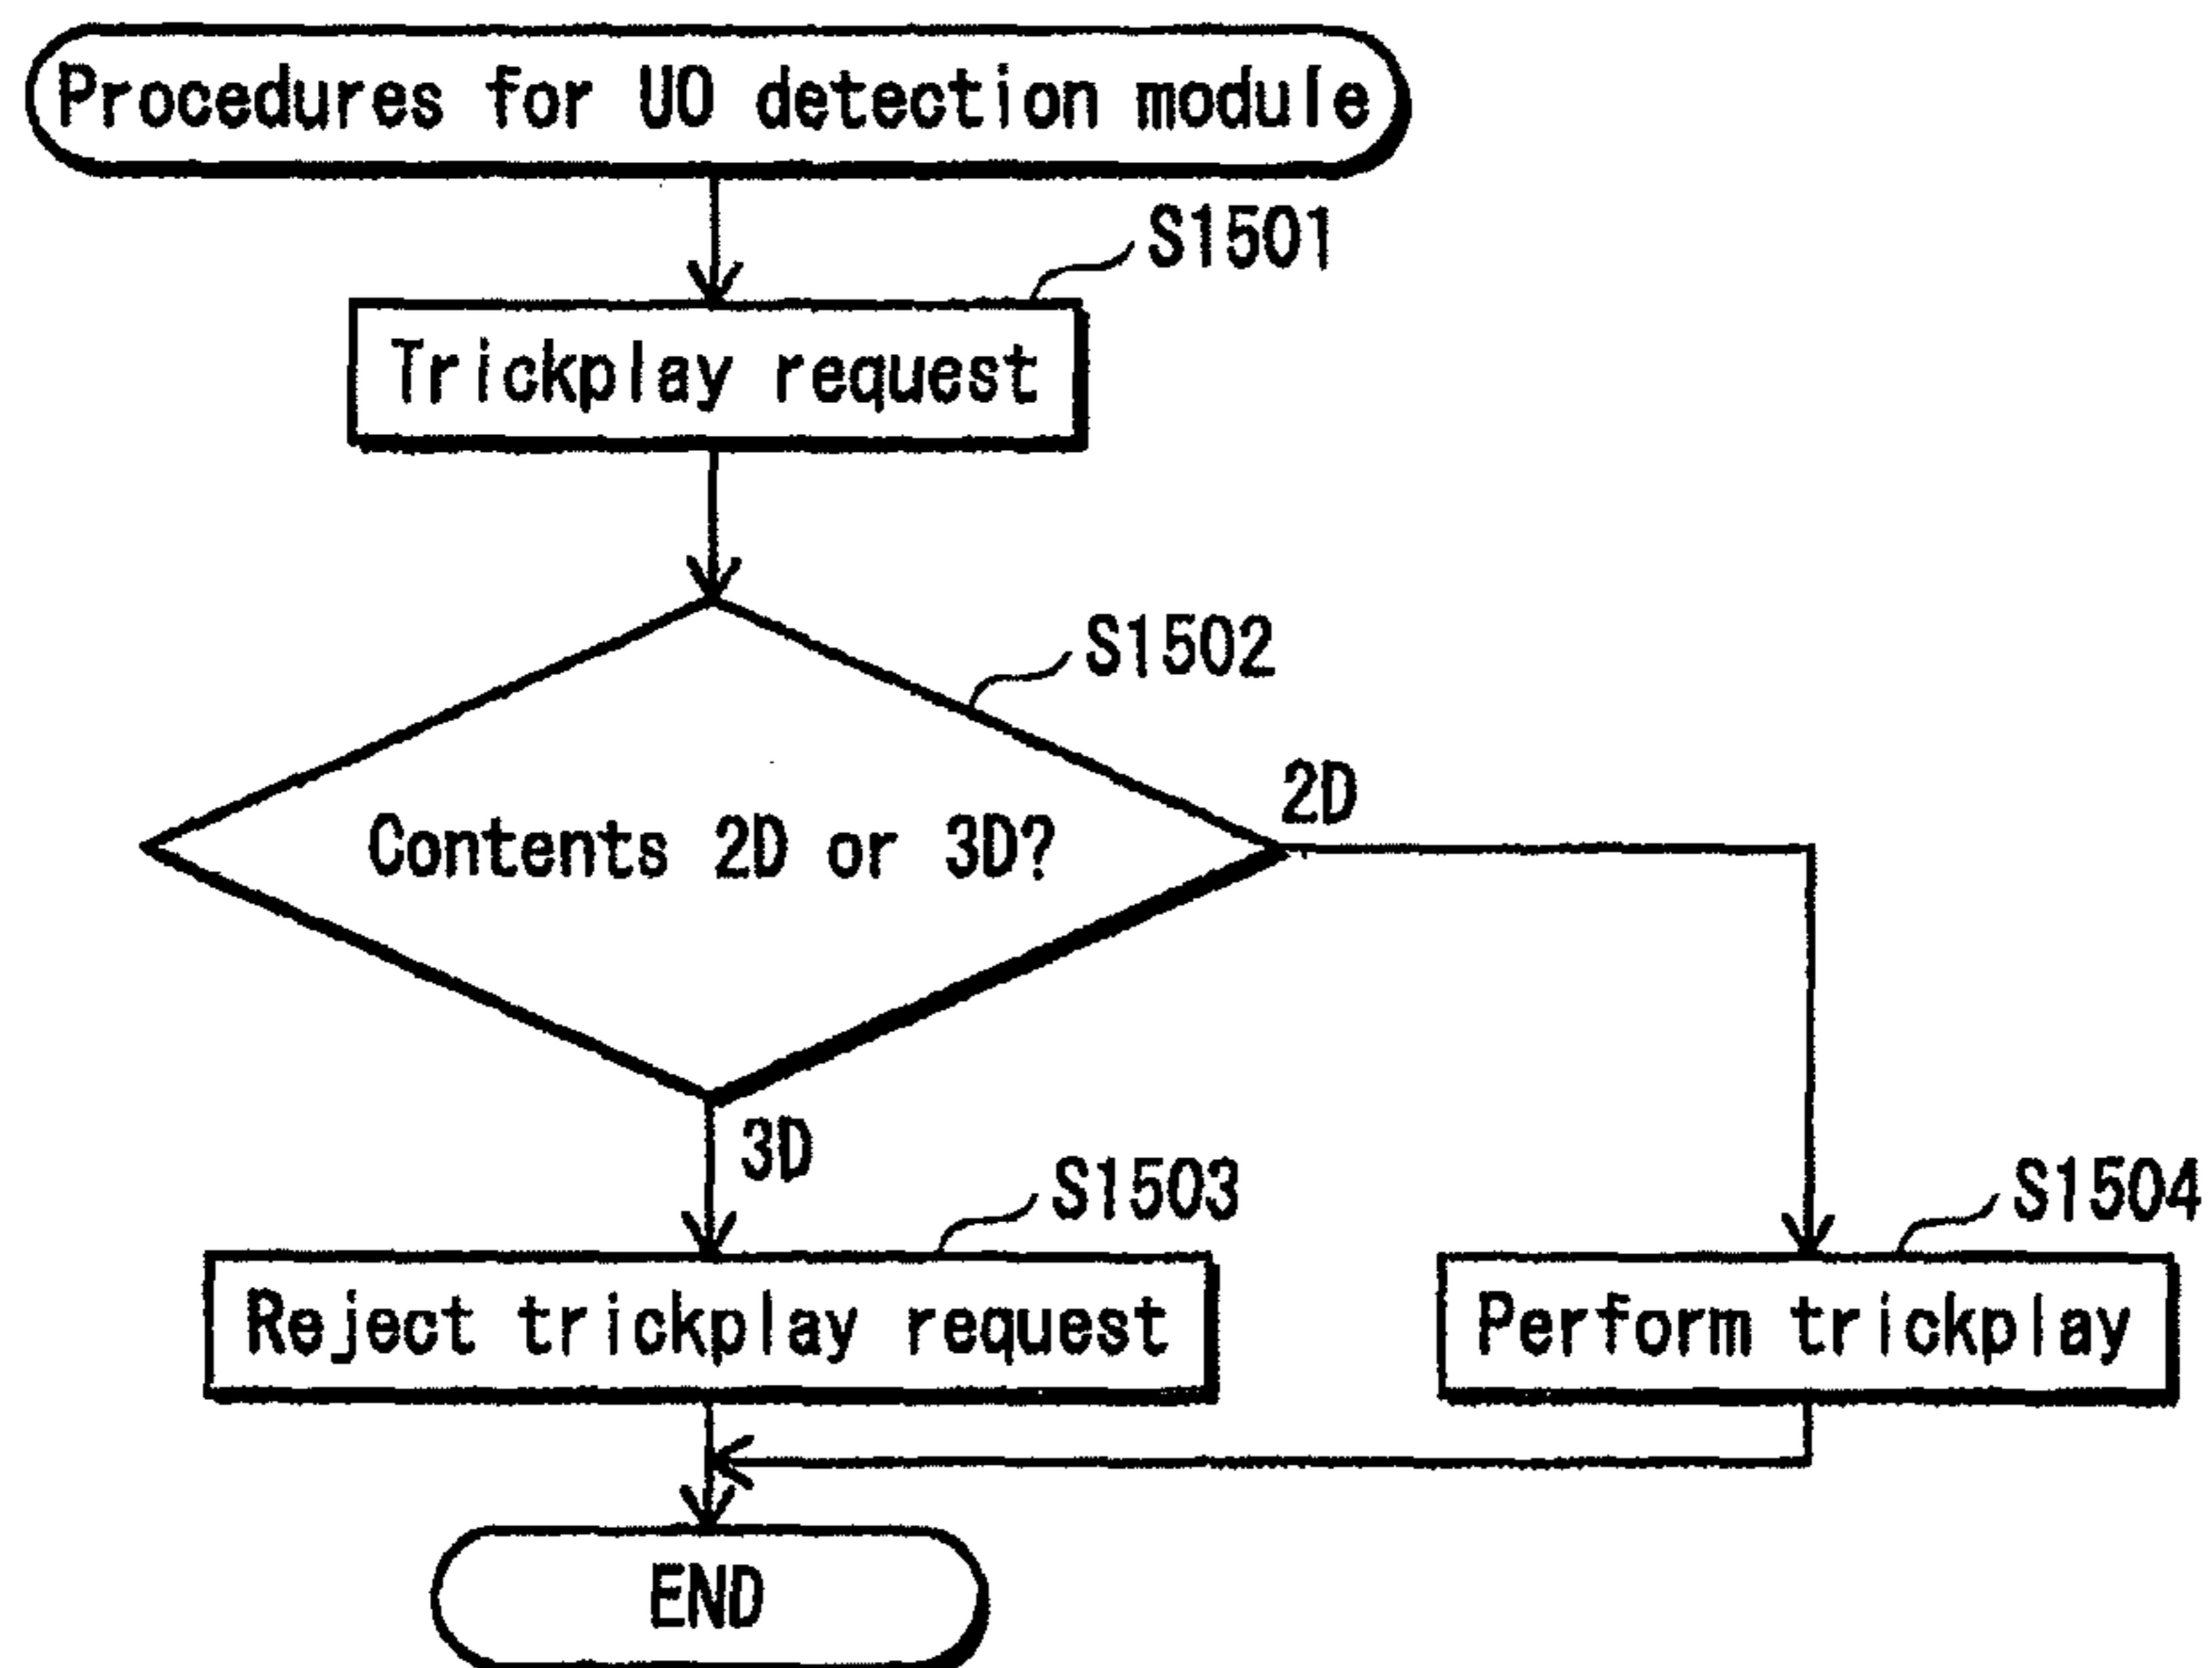 Procedures for UO detection module
S1501
Trickplay request
S1502
2D
Contents 2D or 3D?
3D
S1503
S1504
Reject trickplay request
Perform trickplay
END